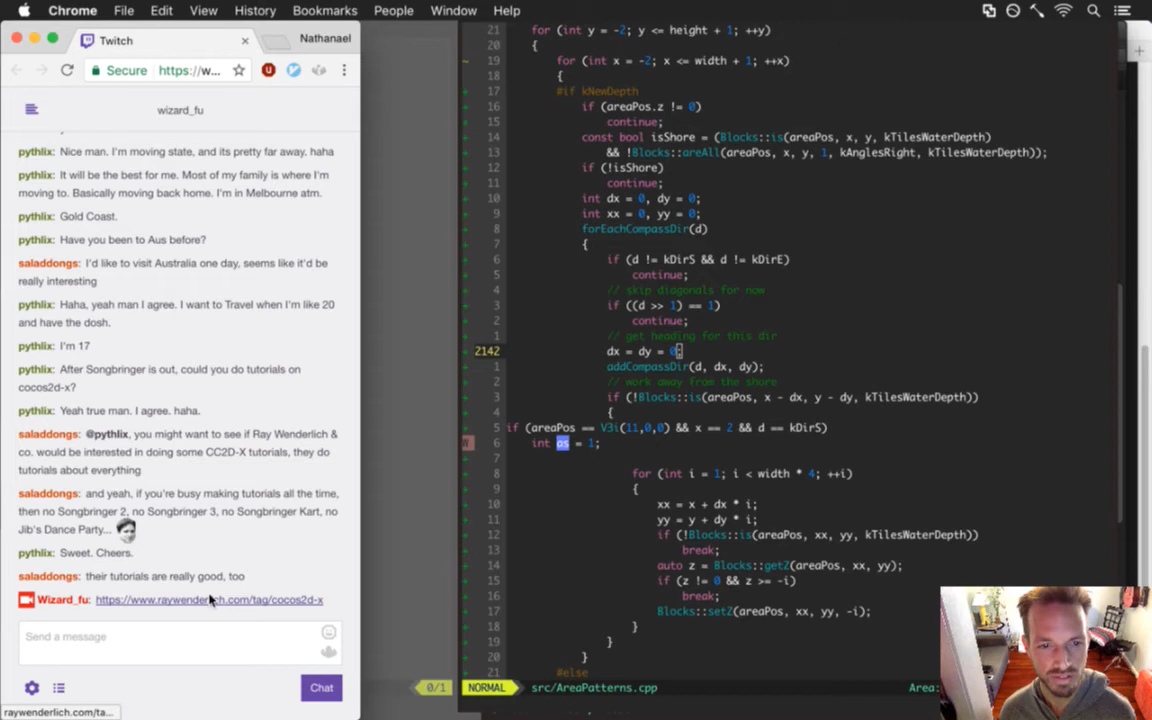 Chrome File Edit View History Bookmarks People Window Help
Twitch
Nathanael
Secure https://w...
wizard_fu
pythlix: Nice man. I'm moving state, and its pretty far away. haha
pythlix: It will be the best for me. Most of my family is where I'm
moving to. Basically moving back home. I'm in Melbourne atm.
pythlix: Gold Coast.
pythlix: Have you been to Aus before?
saladdongs: I'd like to visit Australia one day, seems like it'd be
really interesting
pythlix: Haha, yeah man I agree. I want to Travel when I'm like 20
and have the dosh.
pythlix: I'm 17
pythlix: After Songbringer is out, could you do tutorials on
cocos2d-x?
pythlix: Yeah true man. I agree. haha.
saladdongs: @pythlix, you might want to see if Ray Wenderlich &
co. would be interested in doing some CC2D-X tutorials, they do
tutorials about everything
saladdongs: and yeah, if you're busy making tutorials all the time,
then no Songbringer 2, no Songbringer 3, no Songbringer Kart, no
Jib's Dance Party...
pythlix: Sweet. Cheers.
saladdongs: their tutorials are really good, too
Wizard_fu: https://www.raywenderlich.com/tag/cocos2d-x
Send a message
Chat
raywenderlich.com/ta...
21 for (int y = -2; y <= height + 1; ++y)
20 {
19 for (int x = -2; x <= width + 1; ++x)
18 {
17 #if kNewDepth
16 if (areaPos.z != 0)
15 continue;
14 const bool isShore = (Blocks::is(areaPos, x, y, kTilesWaterDepth)
13 && !Blocks::areAll(areaPos, x, y, 1, kAnglesRight, kTilesWaterDepth));
12 if (!isShore)
11 continue;
10 int dx = 0, dy = 0;
9 int xx = 0, yy = 0;
8 forEachCompassDir(d)
7 {
6 if (d != kDirS && d != kDirE)
5 continue;
4 // skip diagonals for now
3 if ((d >> 1) == 1)
2 continue;
1 // get heading for this dir
2142 dx = dy = 0;
1 addCompassDir(d, dx, dy);
2 // work away from the shore
3 if (!Blocks::is(areaPos, x - dx, y - dy, kTilesWaterDepth))
4 {
5 if (areaPos == V3i(11,0,0) && x == 2 && d == kDirS)
6 int as = 1;
7
8 for (int i = 1; i < width * 4; ++i)
9 {
10 xx = x + dx * i;
11 yy = y + dy * i;
12 if (!Blocks::is(areaPos, xx, yy, kTilesWaterDepth))
13 break;
14 auto z = Blocks::getZ(areaPos, xx, yy);
15 if (z != 0 && z >= -i)
16 break;
17 Blocks::setZ(areaPos, xx, yy, -i);
18 }
19 }
20 }
21 #else
0/1 NORMAL src/AreaPatterns.cpp Area: